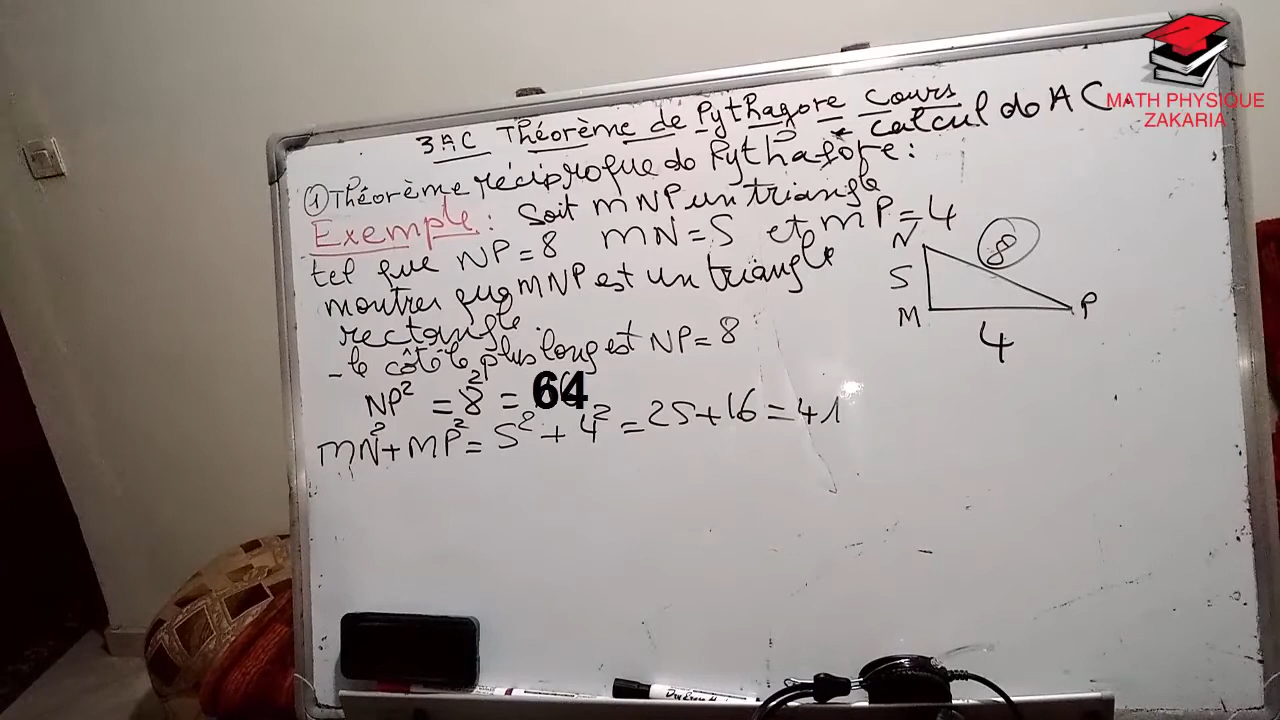 3AC Théorème de Pythagore cours
* calcul do AC.
MATH PHYSIQUE
ZAKARIA
① Théorème réciproque do Pythagore :
Exemple : Soit MNP un triangle
tel que NP = 8 MN = 5 et MP = 4
montrer que MNP est un triangle
rectangle.
- le côté le plus long est NP = 8
NP² = 8² = 64
MN² + MP² = 5² + 4² = 25 + 16 = 41
N
8
5
M
P
4